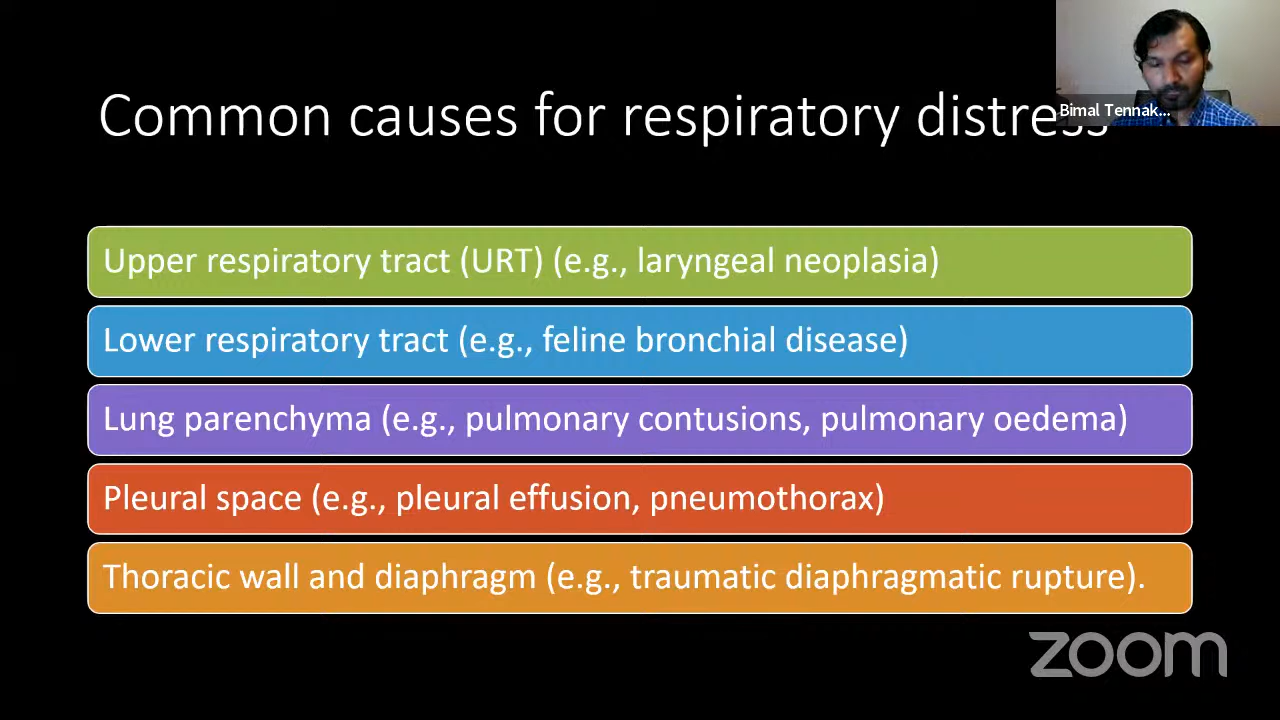 Common causes for respiratory distress
Bimal Tennak...
Upper respiratory tract (URT) (e.g., laryngeal neoplasia)
Lower respiratory tract (e.g., feline bronchial disease)
Lung parenchyma (e.g., pulmonary contusions, pulmonary oedema)
Pleural space (e.g., pleural effusion, pneumothorax)
Thoracic wall and diaphragm (e.g., traumatic diaphragmatic rupture).
zoom